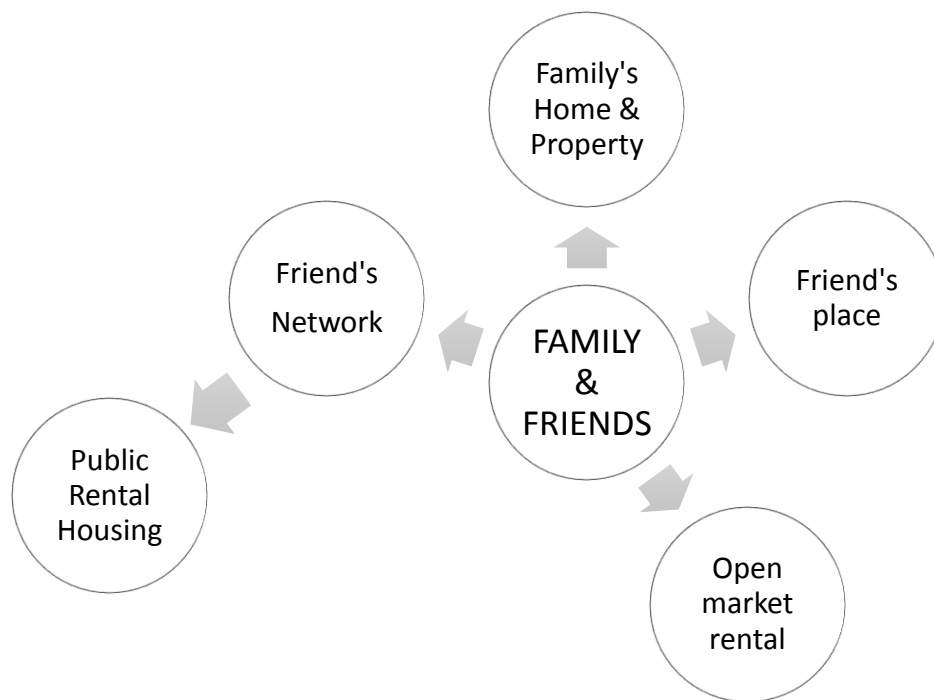 Family's
Home &
Property
Friend's
Network
Friend's
place
FAMILY
&
FRIENDS
Public
Rental
Housing
Open
market
rental